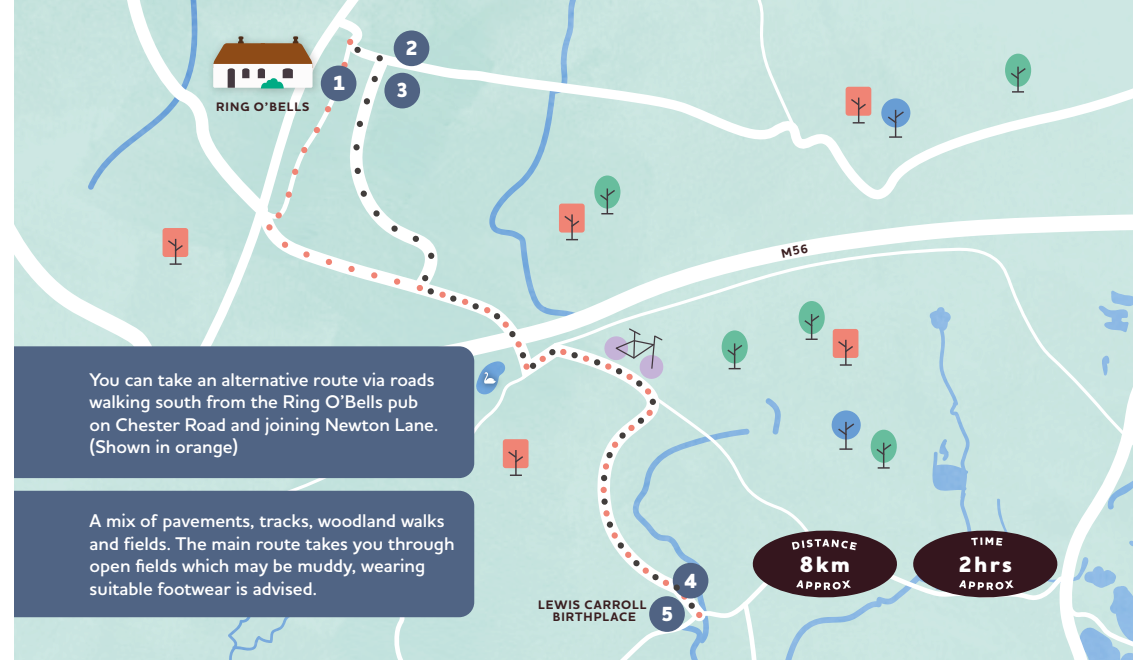 2
1
3
RING O'BELLS
M56
You can take an alternative route via roads
walking south from the Ring O'Bells pub
on Chester Road and joining Newton Lane.
(Shown in orange)
A mix of pavements, tracks, woodland walks
and fields. The main route takes you through
open fields which may be muddy, wearing
suitable footwear is advised.
DISTANCE
8km
APPROX
TIME
2hrs
APPROX
4
LEWIS CARROLL
BIRTHPLACE
5